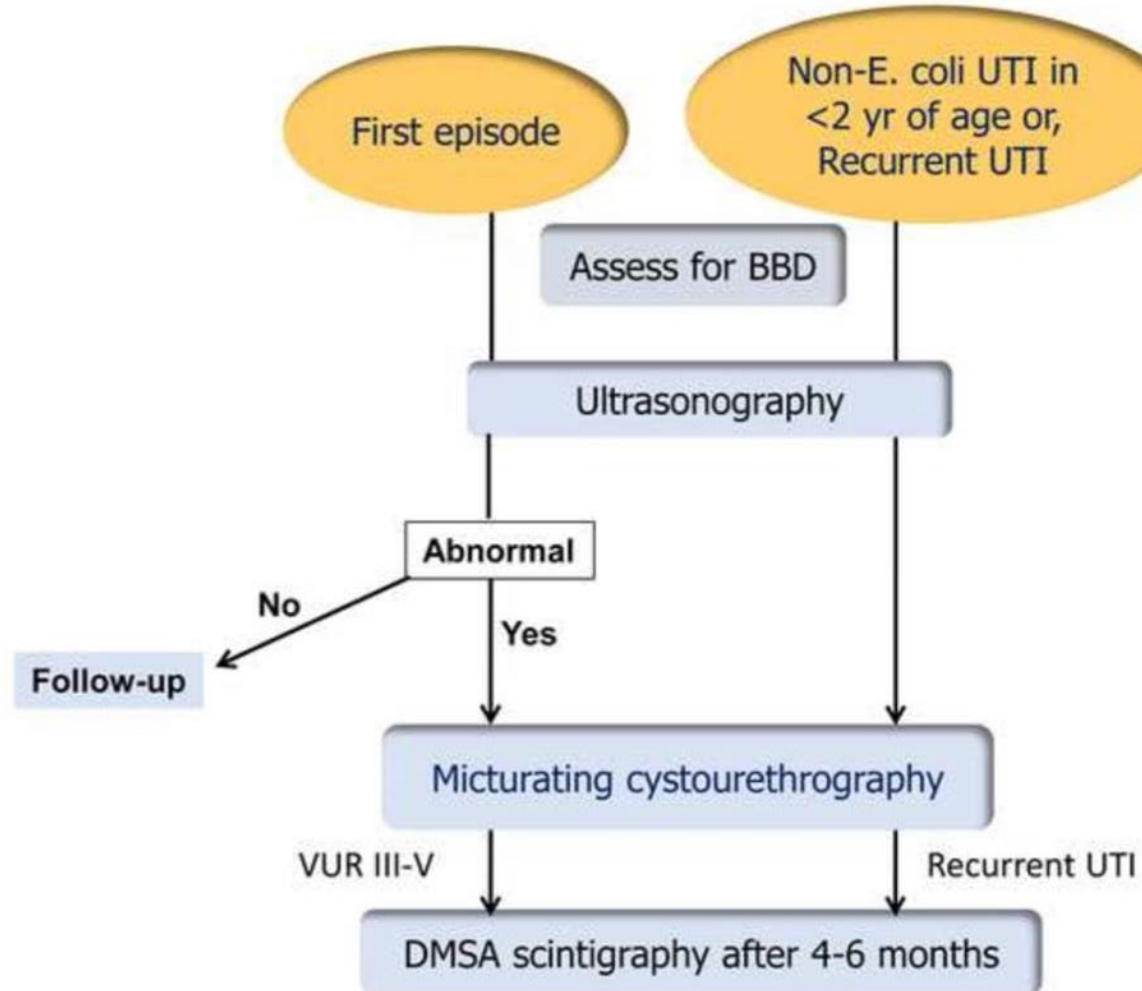 First episode
Non-E. coli UTI in
<2 yr of age or,
Recurrent UTI
Assess for BBD
Ultrasonography
Abnormal
No
Yes
Follow-up
Micturating cystourethrography
VUR III-V
Recurrent UTI
DMSA scintigraphy after 4-6 months